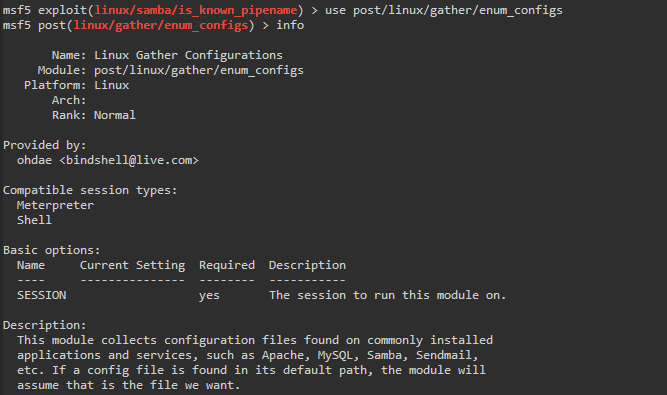 msf5 exploit(linux/samba/is_known_pipename) > use post/linux/gather/enum_configs
msf5 post(linux/gather/enum_configs) > info
Name: Linux Gather Configurations
Module: post/linux/gather/enum_configs
Platform: Linux
Arch:
Rank: Normal
Provided by:
ohdae <bindshell@live.com>
Compatible session types:
Meterpreter
Shell
Basic options:
Name     Current Setting  Required  Description
----     ---------------  --------  -----------
SESSION                   yes       The session to run this module on.
Description:
This module collects configuration files found on commonly installed
applications and services, such as Apache, MySQL, Samba, Sendmail,
etc. If a config file is found in its default path, the module will
assume that is the file we want.